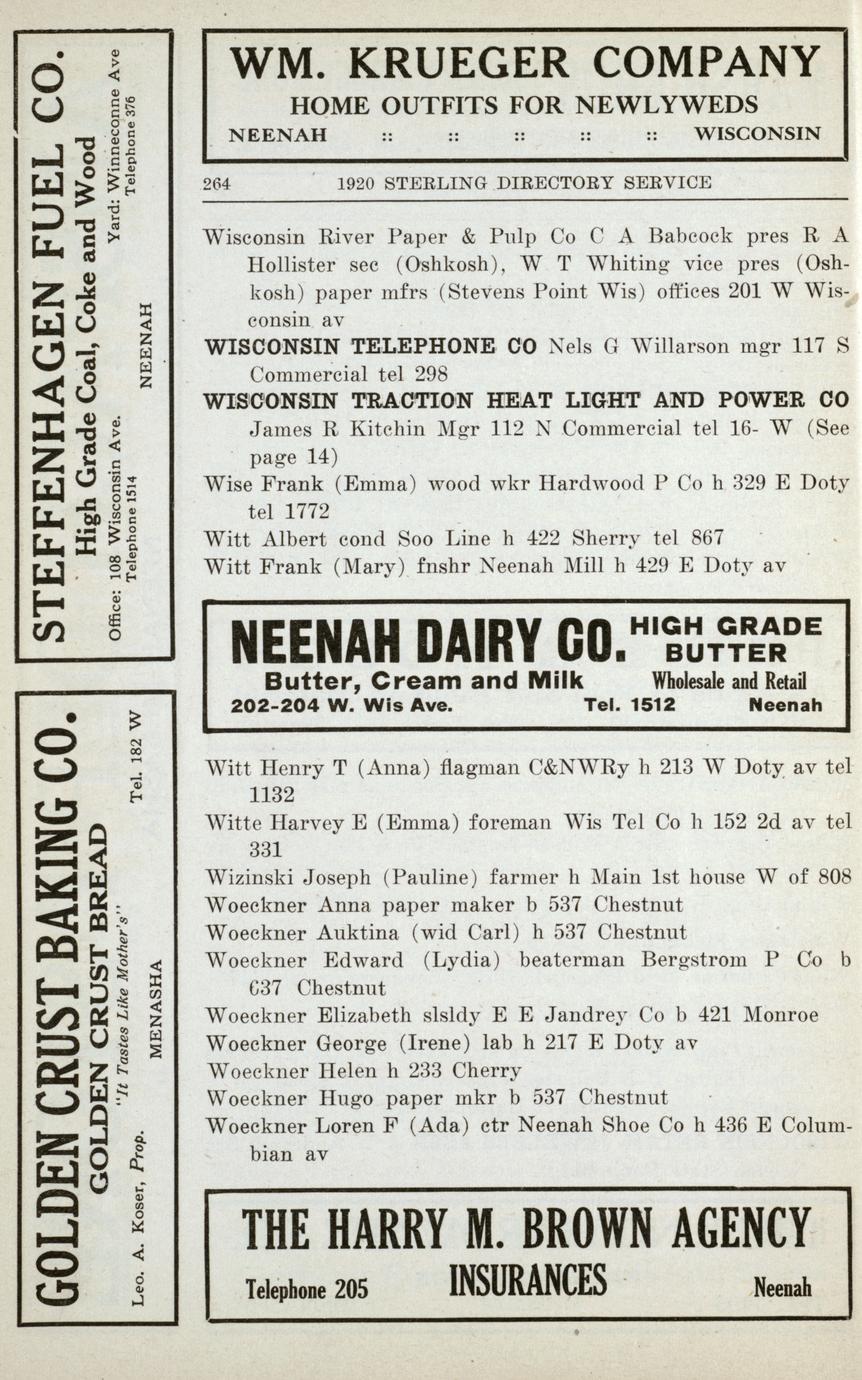 WM. KRUEGER COMPANY
HOME OUTFITS FOR NEWLYWEDS
NEENAH :: :: :: :: :: WISCONSIN
264 1920 STERLING DIRECTORY SERVICE
Wisconsin River Paper & Pulp Co C A Babcock pres R A
Hollister sec (Oshkosh), W T Whiting vice pres (Osh-
kosh) paper mfrs (Stevens Point Wis) offices 201 W Wis-
consin av
WISCONSIN TELEPHONE CO Nels G Willarson mgr 117 S
Commercial tel 298
WISCONSIN TRACTION HEAT LIGHT AND POWER CO
James R Kitchin Mgr 112 N Commercial tel 16- W (See
page 14)
Wise Frank (Emma) wood wkr Hardwood P Co h 329 E Doty
tel 1772
Witt Albert cond Soo Line h 422 Sherry tel 867
Witt Frank (Mary) fnshr Neenah Mill h 429 E Doty av
NEENAH DAIRY CO. HIGH GRADE
BUTTER
Butter, Cream and Milk Wholesale and Retail
202-204 W. Wis Ave. Tel. 1512 Neenah
Witt Henry T (Anna) flagman C&NWRy h 213 W Doty av tel
1132
Witte Harvey E (Emma) foreman Wis Tel Co h 152 2d av tel
331
Wizinski Joseph (Pauline) farmer h Main 1st house W of 808
Woeckner Anna paper maker b 537 Chestnut
Woeckner Auktina (wid Carl) h 537 Chestnut
Woeckner Edward (Lydia) beaterman Bergstrom P Co b
637 Chestnut
Woeckner Elizabeth slsldy E E Jandrey Co b 421 Monroe
Woeckner George (Irene) lab h 217 E Doty av
Woeckner Helen h 233 Cherry
Woeckner Hugo paper mkr b 537 Chestnut
Woeckner Loren F (Ada) ctr Neenah Shoe Co h 436 E Colum-
bian av
THE HARRY M. BROWN AGENCY
Telephone 205 INSURANCES Neenah
STEFFENHAGEN FUEL CO.
High Grade Coal, Coke and Wood
Office: 108 Wisconsin Ave. Yard: Winneconne Ave
Telephone 1514 Telephone 376
NEENAH
GOLDEN CRUST BAKING CO.
GOLDEN CRUST BREAD
"It Tastes Like Mother's"
Leo. A. Koser, Prop. Tel. 182 W
MENASHA